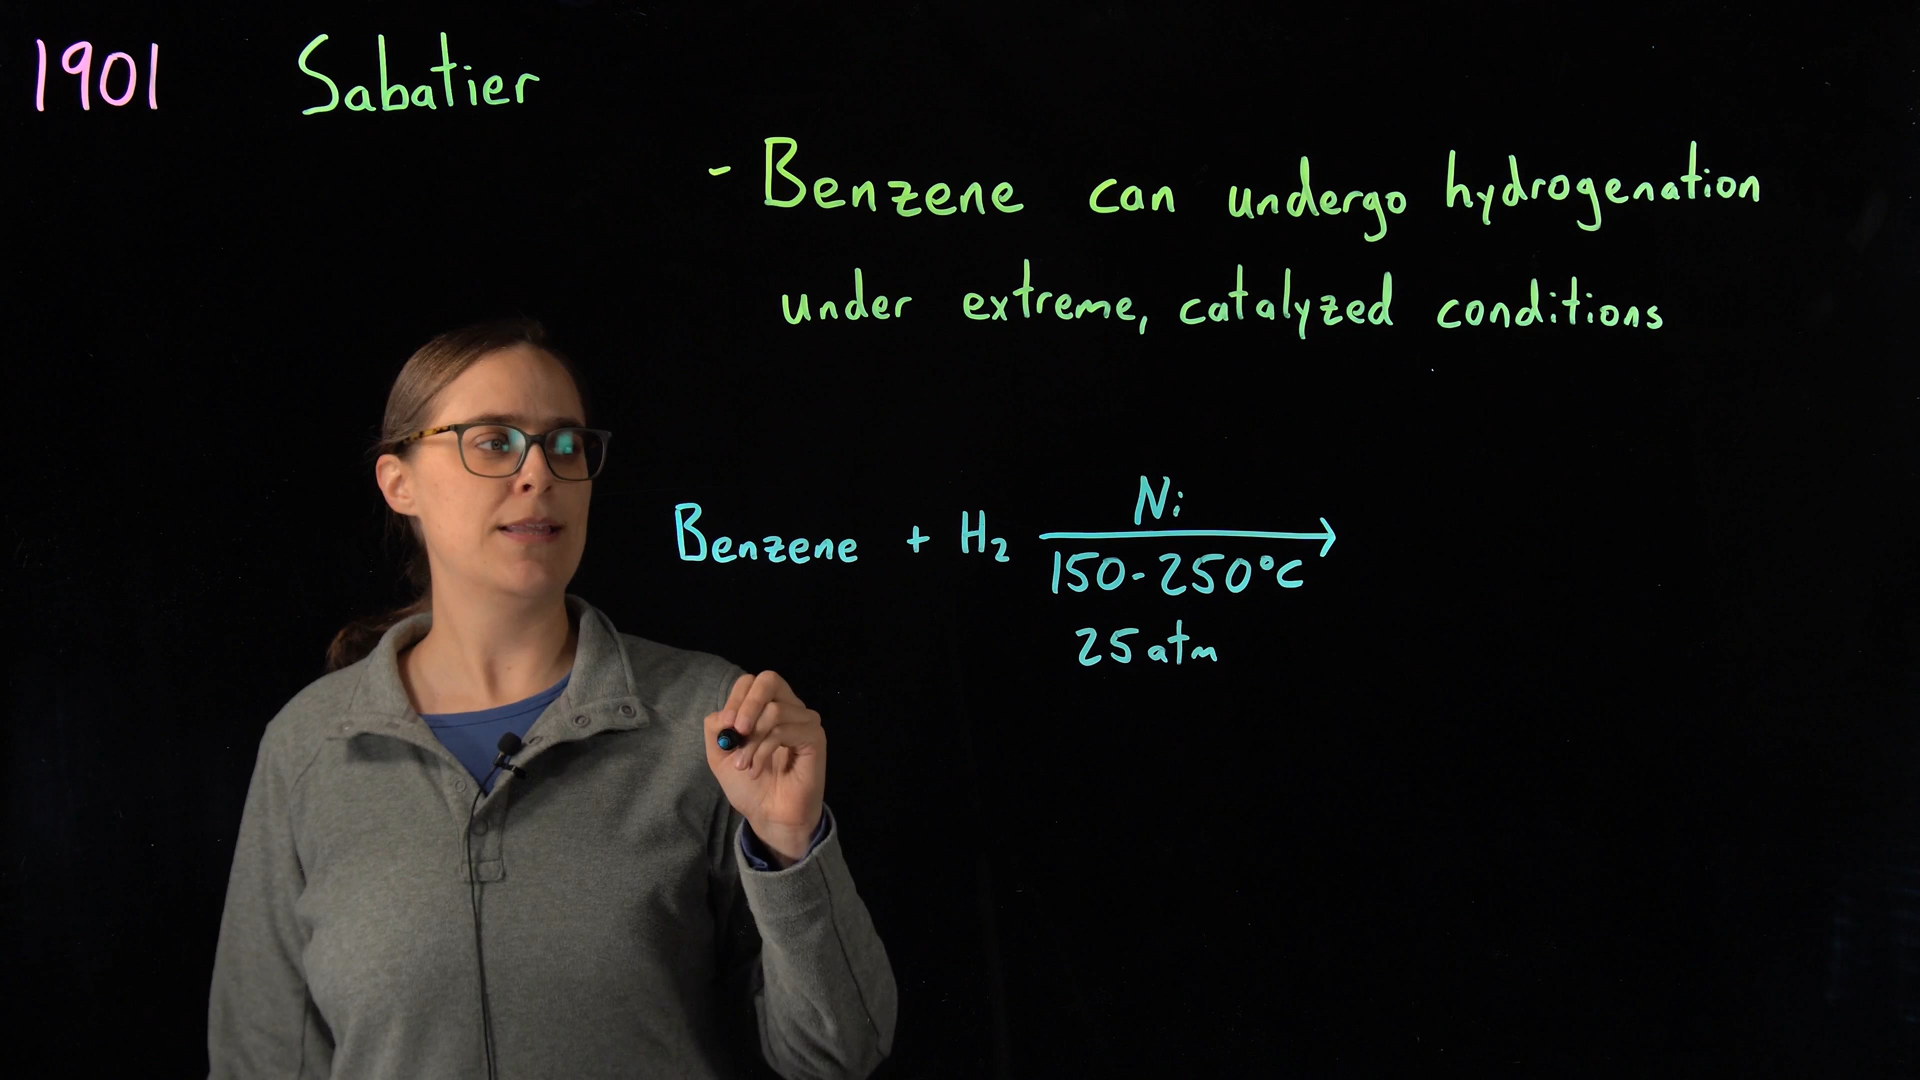 1901 Sabatier
- Benzene can undergo hydrogenation
under extreme, catalyzed conditions
Ni
Benzene + H₂ →
150-250°C
25 atm